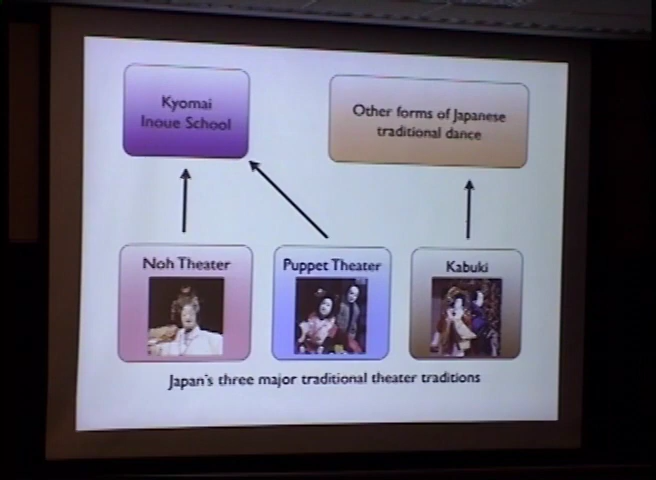 Kyomai
Inoue School
Other forms of Japanese
traditional dance
Noh Theater
Puppet Theater
Kabuki
Japan's three major traditional theater traditions